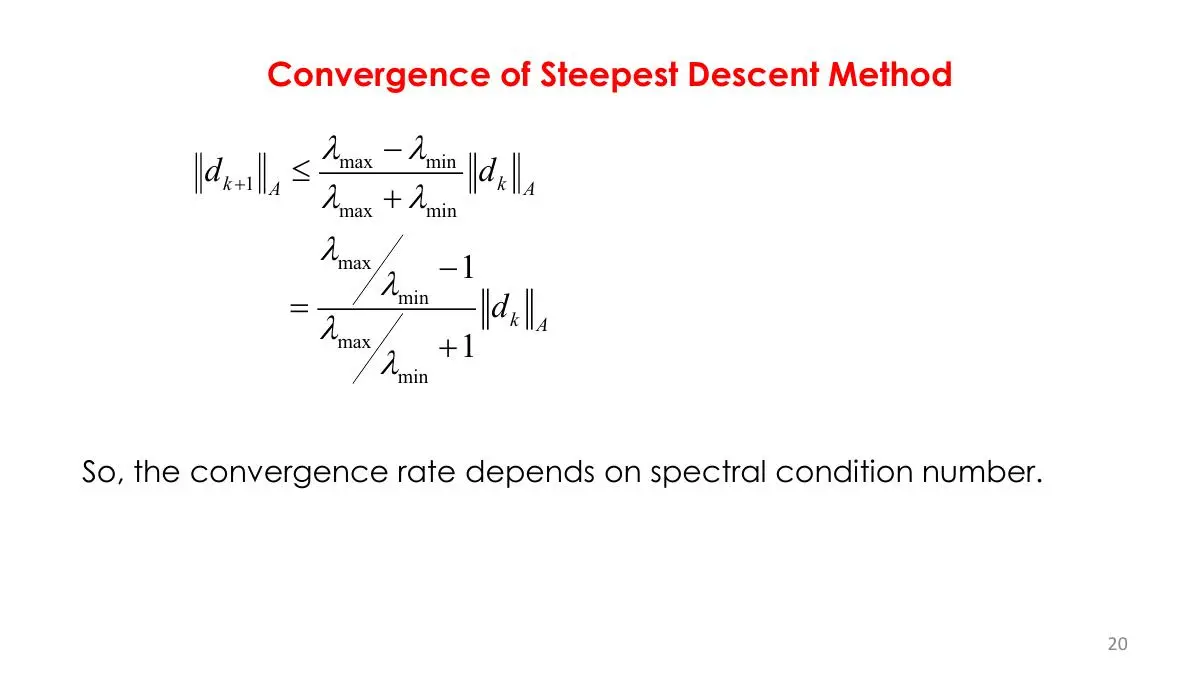 Convergence of Steepest Descent Method
‖d_{k+1}‖_A ≤ (λ_max − λ_min)/(λ_max + λ_min) ‖d_k‖_A
= (λ_max/λ_min − 1)/(λ_max/λ_min + 1) ‖d_k‖_A
So, the convergence rate depends on spectral condition number.
20